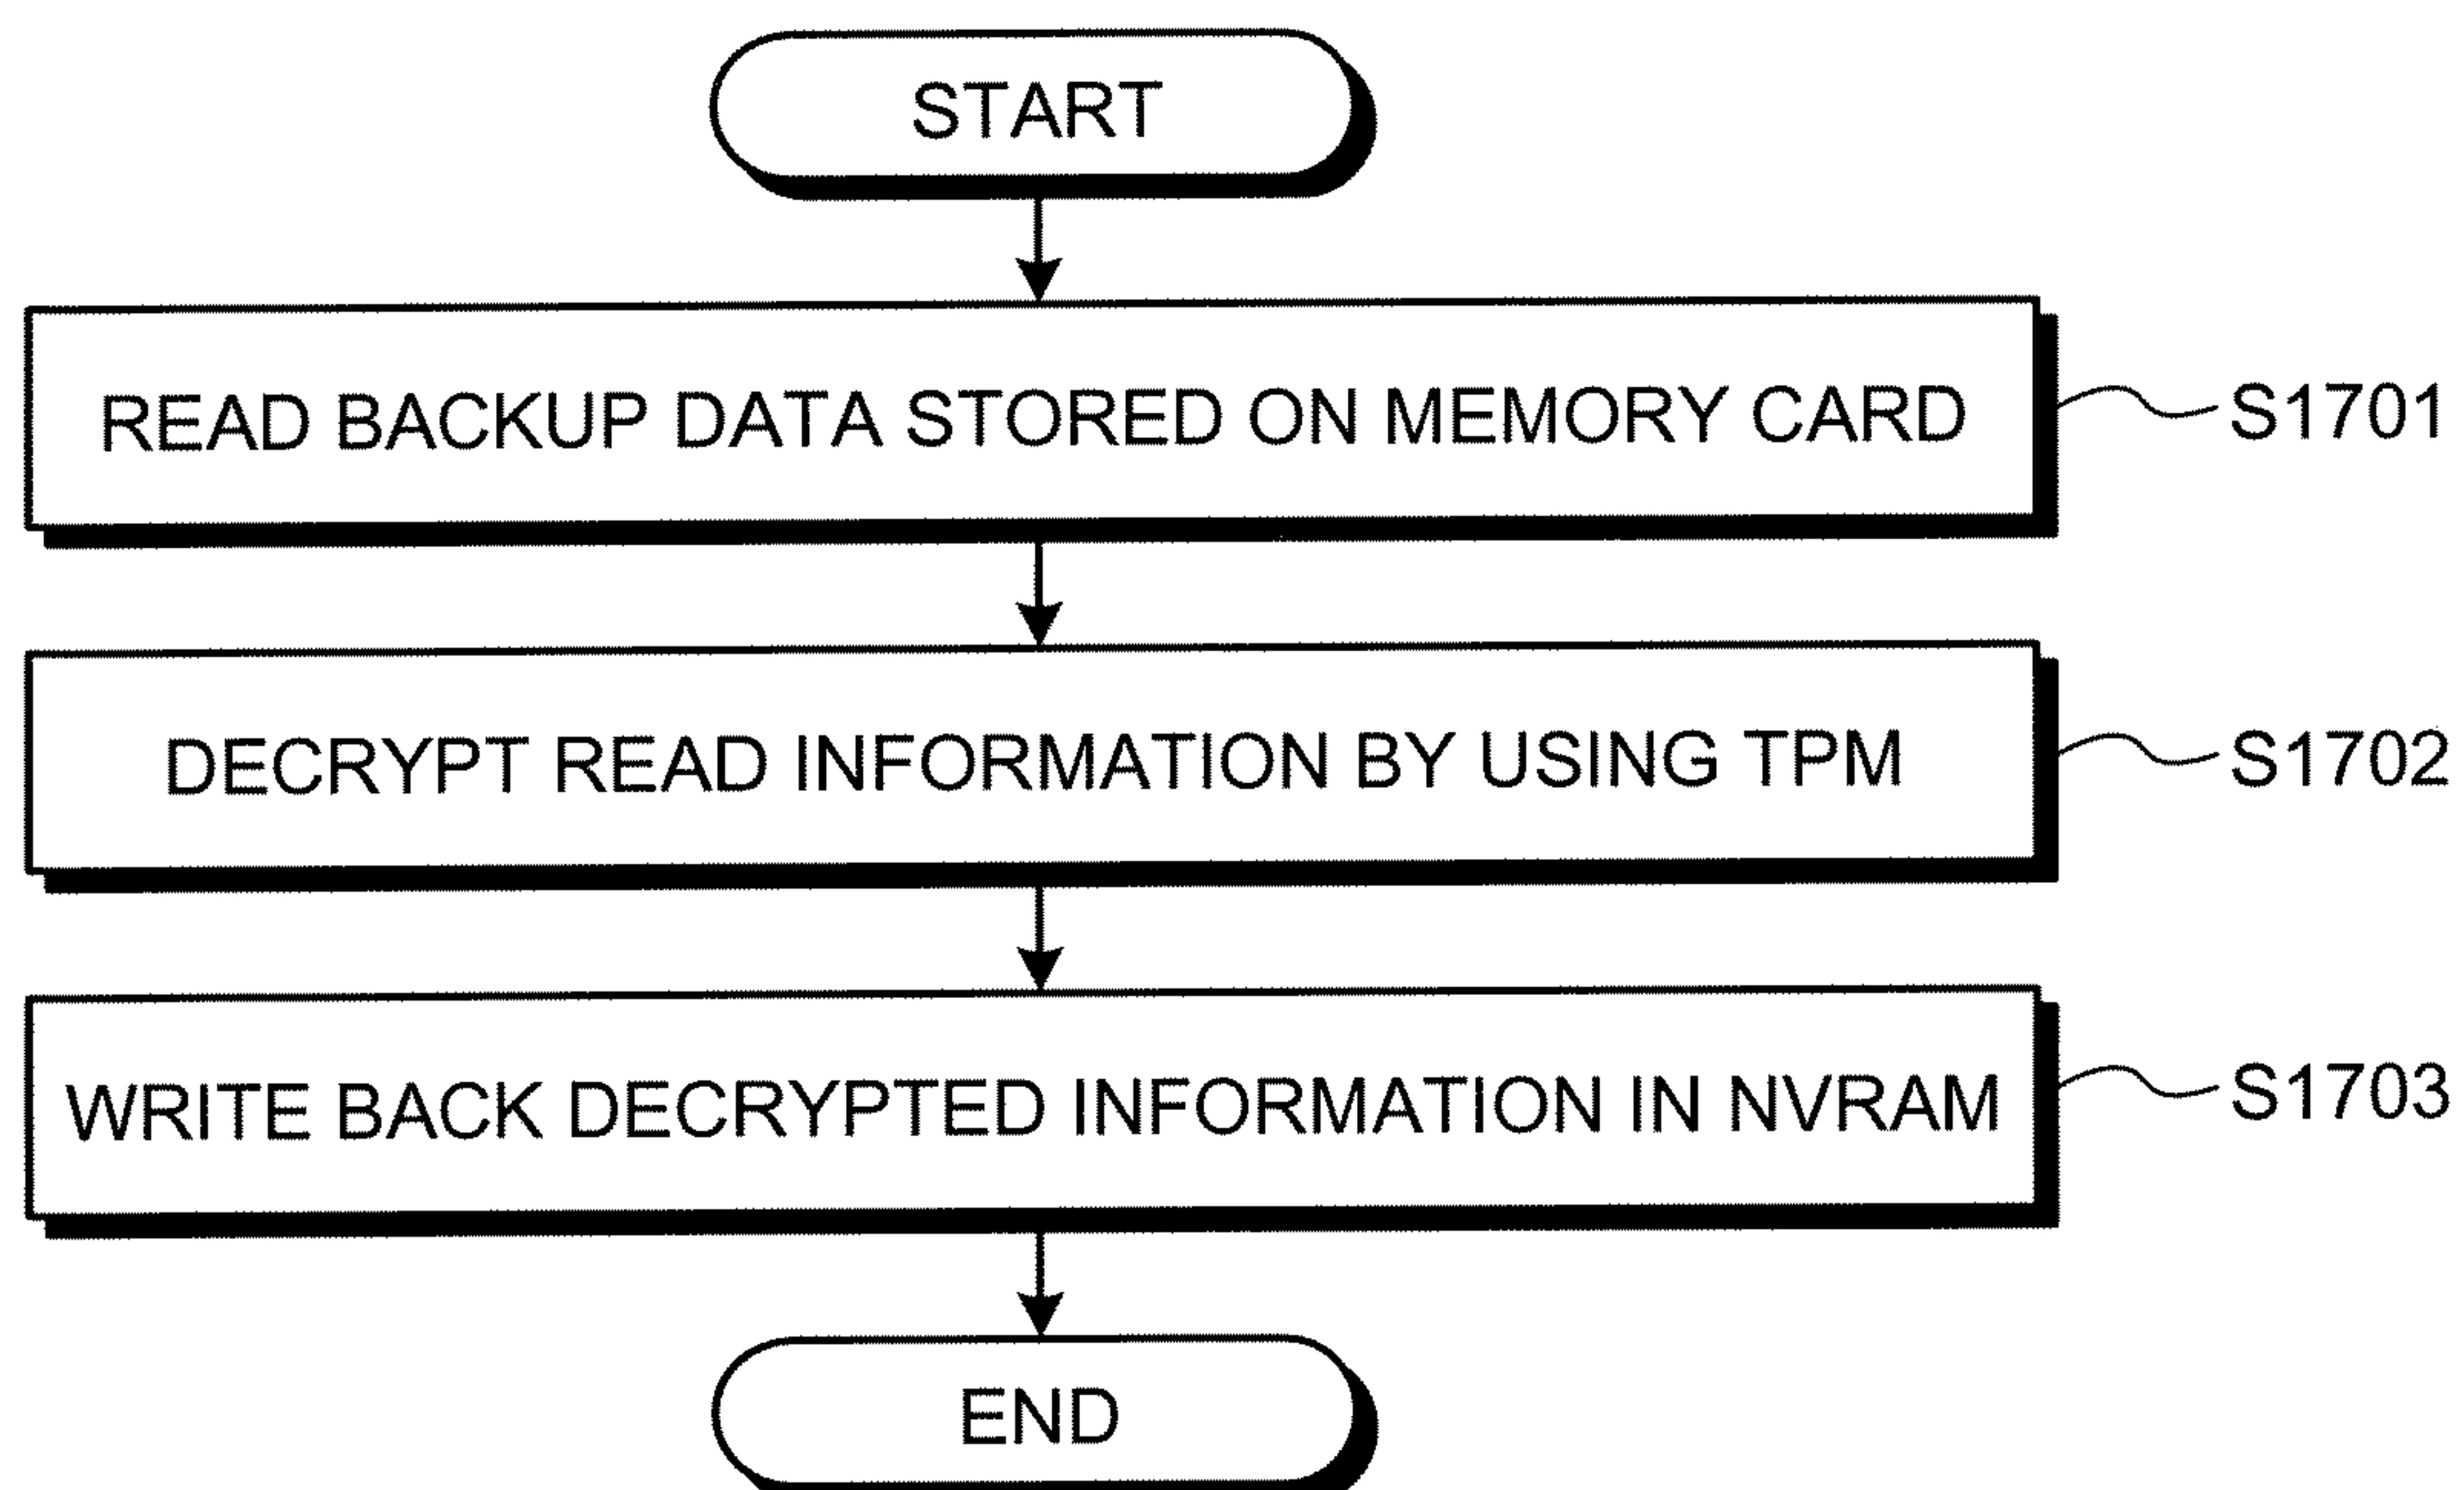 START
READ BACKUP DATA STORED ON MEMORY CARD
S1701
DECRYPT READ INFORMATION BY USING TPM
S1702
WRITE BACK DECRYPTED INFORMATION IN NVRAM
S1703
END